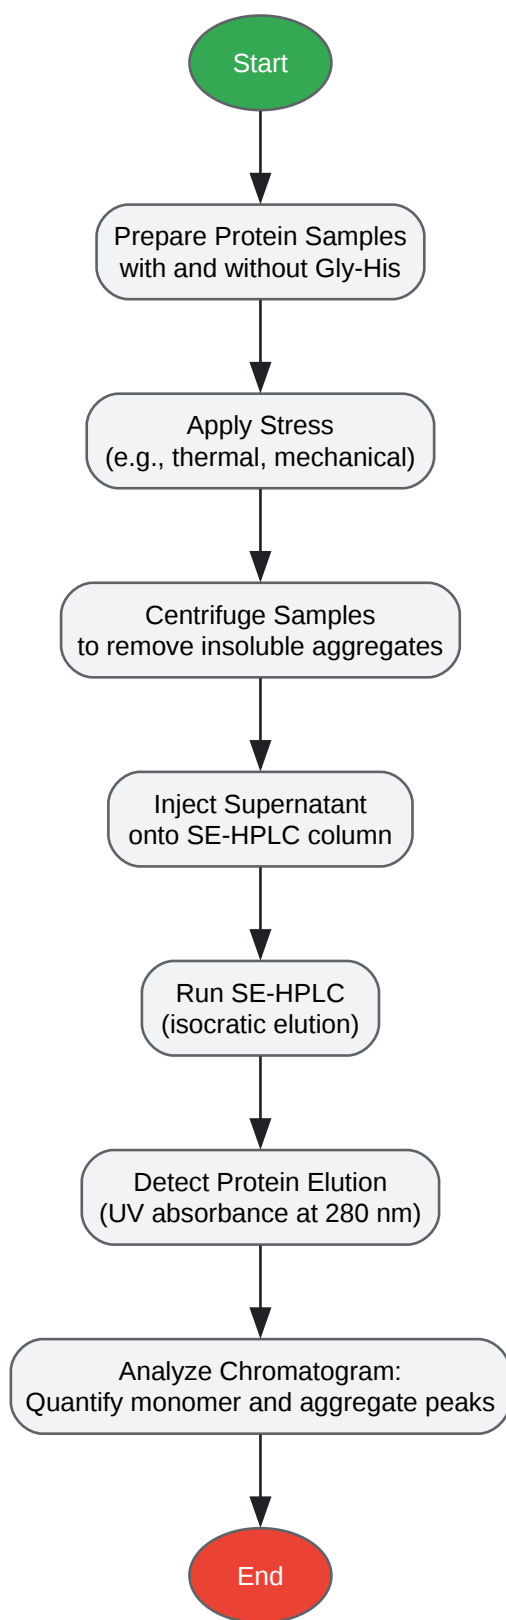 Start
Prepare Protein Samples
with and without Gly-His
Apply Stress
(e.g., thermal, mechanical)
Centrifuge Samples
to remove insoluble aggregates
Inject Supernatant
onto SE-HPLC column
Run SE-HPLC
(isocratic elution)
Detect Protein Elution
(UV absorbance at 280 nm)
Analyze Chromatogram:
Quantify monomer and aggregate peaks
End